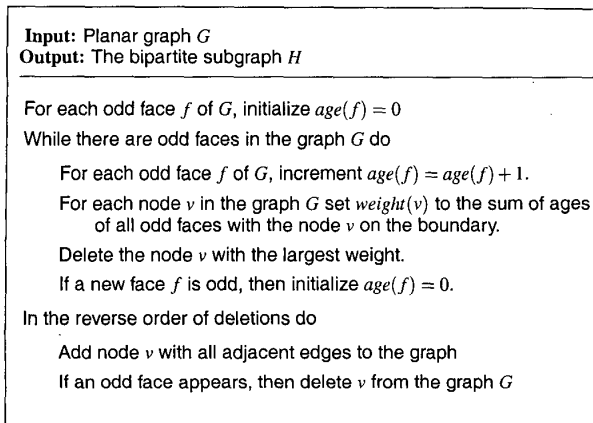 Input: Planar graph G
Output: The bipartite subgraph H
For each odd face f of G, initialize age(f) = 0
While there are odd faces in the graph G do
For each odd face f of G, increment age(f) = age(f) + 1.
For each node v in the graph G set weight(v) to the sum of ages
of all odd faces with the node v on the boundary.
Delete the node v with the largest weight.
If a new face f is odd, then initialize age(f) = 0.
In the reverse order of deletions do
Add node v with all adjacent edges to the graph
If an odd face appears, then delete v from the graph G